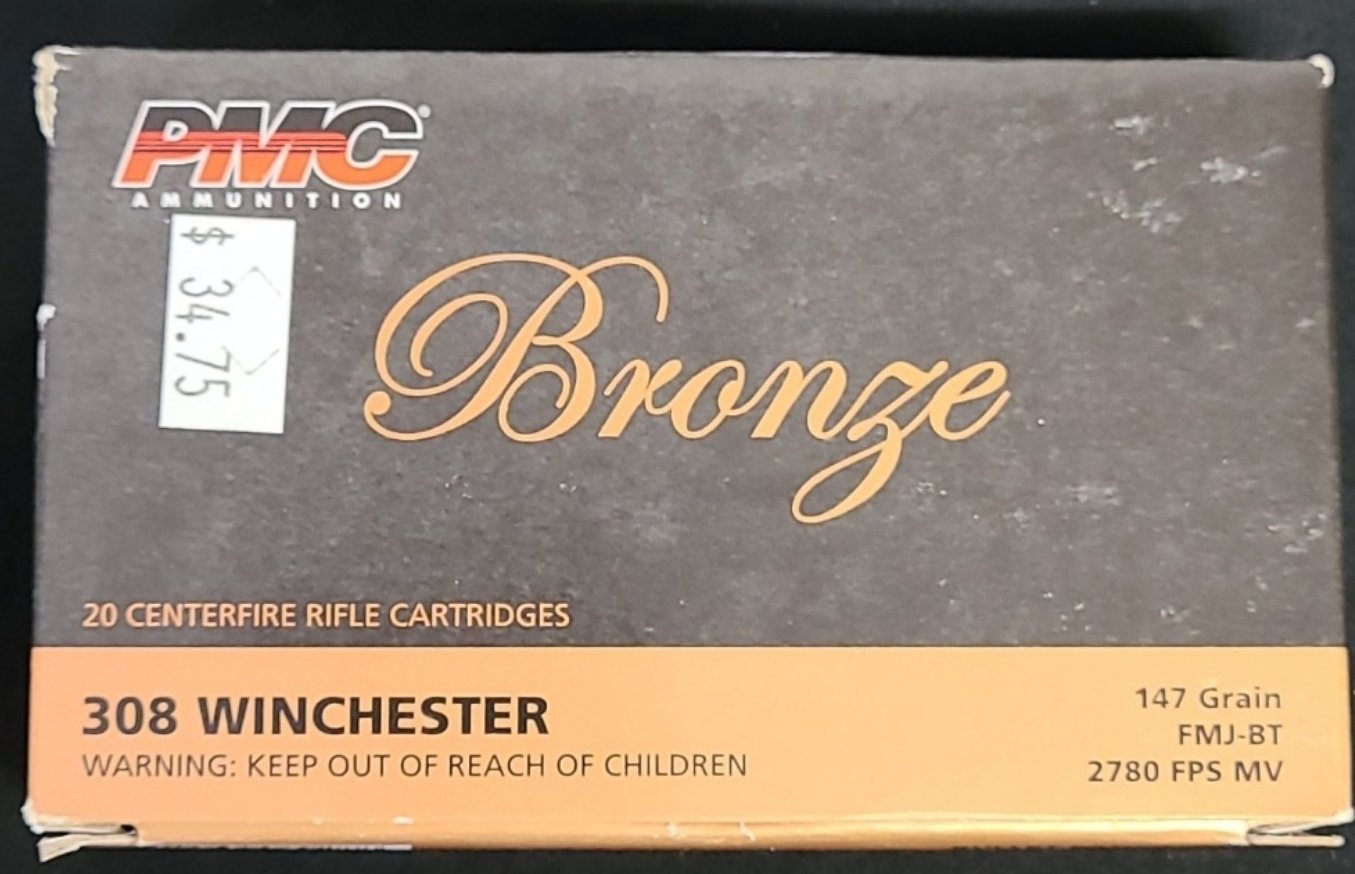 PMC®
AMMUNITION
$ 34.75
Bronze
20 CENTERFIRE RIFLE CARTRIDGES
308 WINCHESTER
WARNING: KEEP OUT OF REACH OF CHILDREN
147 Grain
FMJ-BT
2780 FPS MV